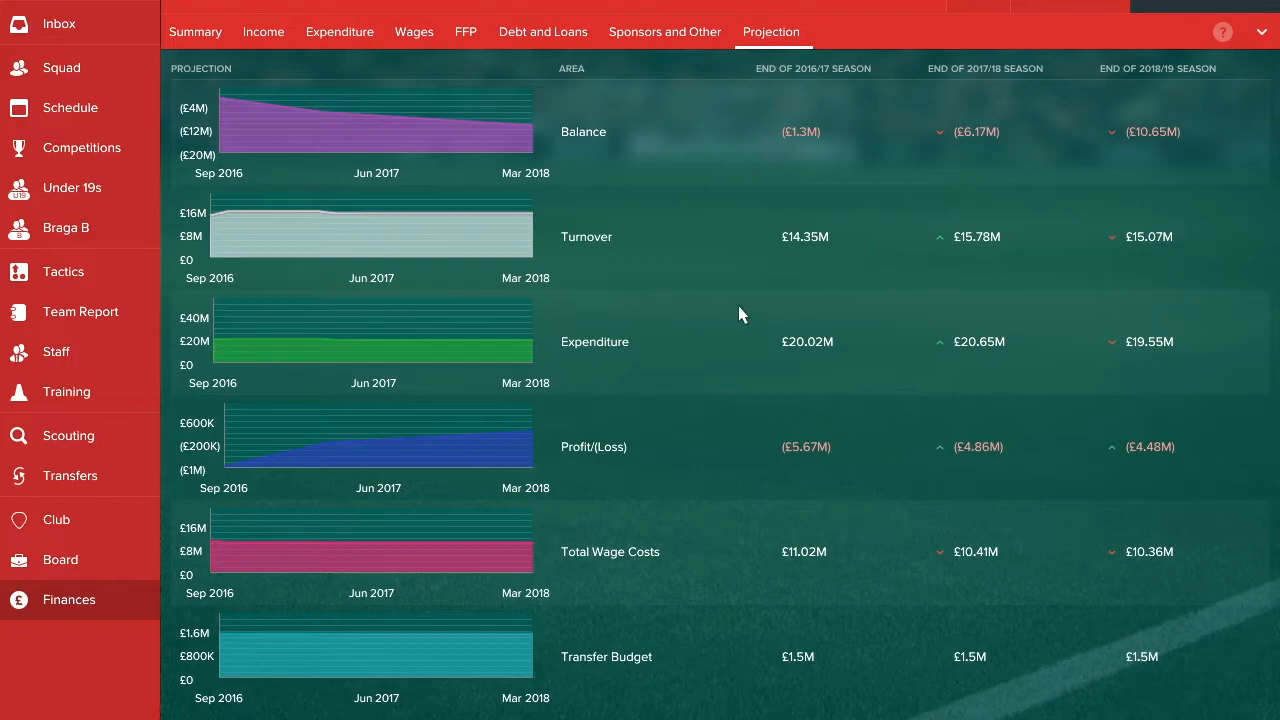 Inbox
Squad
Schedule
Competitions
U19
Under 19s
B
Braga B
Tactics
Team Report
Staff
Training
Scouting
Transfers
Club
Board
£
Finances
Summary Income Expenditure Wages FFP Debt and Loans Sponsors and Other Projection ?
PROJECTION AREA END OF 2016/17 SEASON END OF 2017/18 SEASON END OF 2018/19 SEASON
(£4M)
(£12M)
(£20M)
Sep 2016 Jun 2017 Mar 2018
Balance (£1.3M) (£6.17M) (£10.65M)
£16M
£8M
£0
Sep 2016 Jun 2017 Mar 2018
Turnover £14.35M £15.78M £15.07M
£40M
£20M
£0
Sep 2016 Jun 2017 Mar 2018
Expenditure £20.02M £20.65M £19.55M
£600K
(£200K)
(£1M)
Sep 2016 Jun 2017 Mar 2018
Profit/(Loss) (£5.67M) (£4.86M) (£4.48M)
£16M
£8M
£0
Sep 2016 Jun 2017 Mar 2018
Total Wage Costs £11.02M £10.41M £10.36M
£1.6M
£800K
£0
Sep 2016 Jun 2017 Mar 2018
Transfer Budget £1.5M £1.5M £1.5M